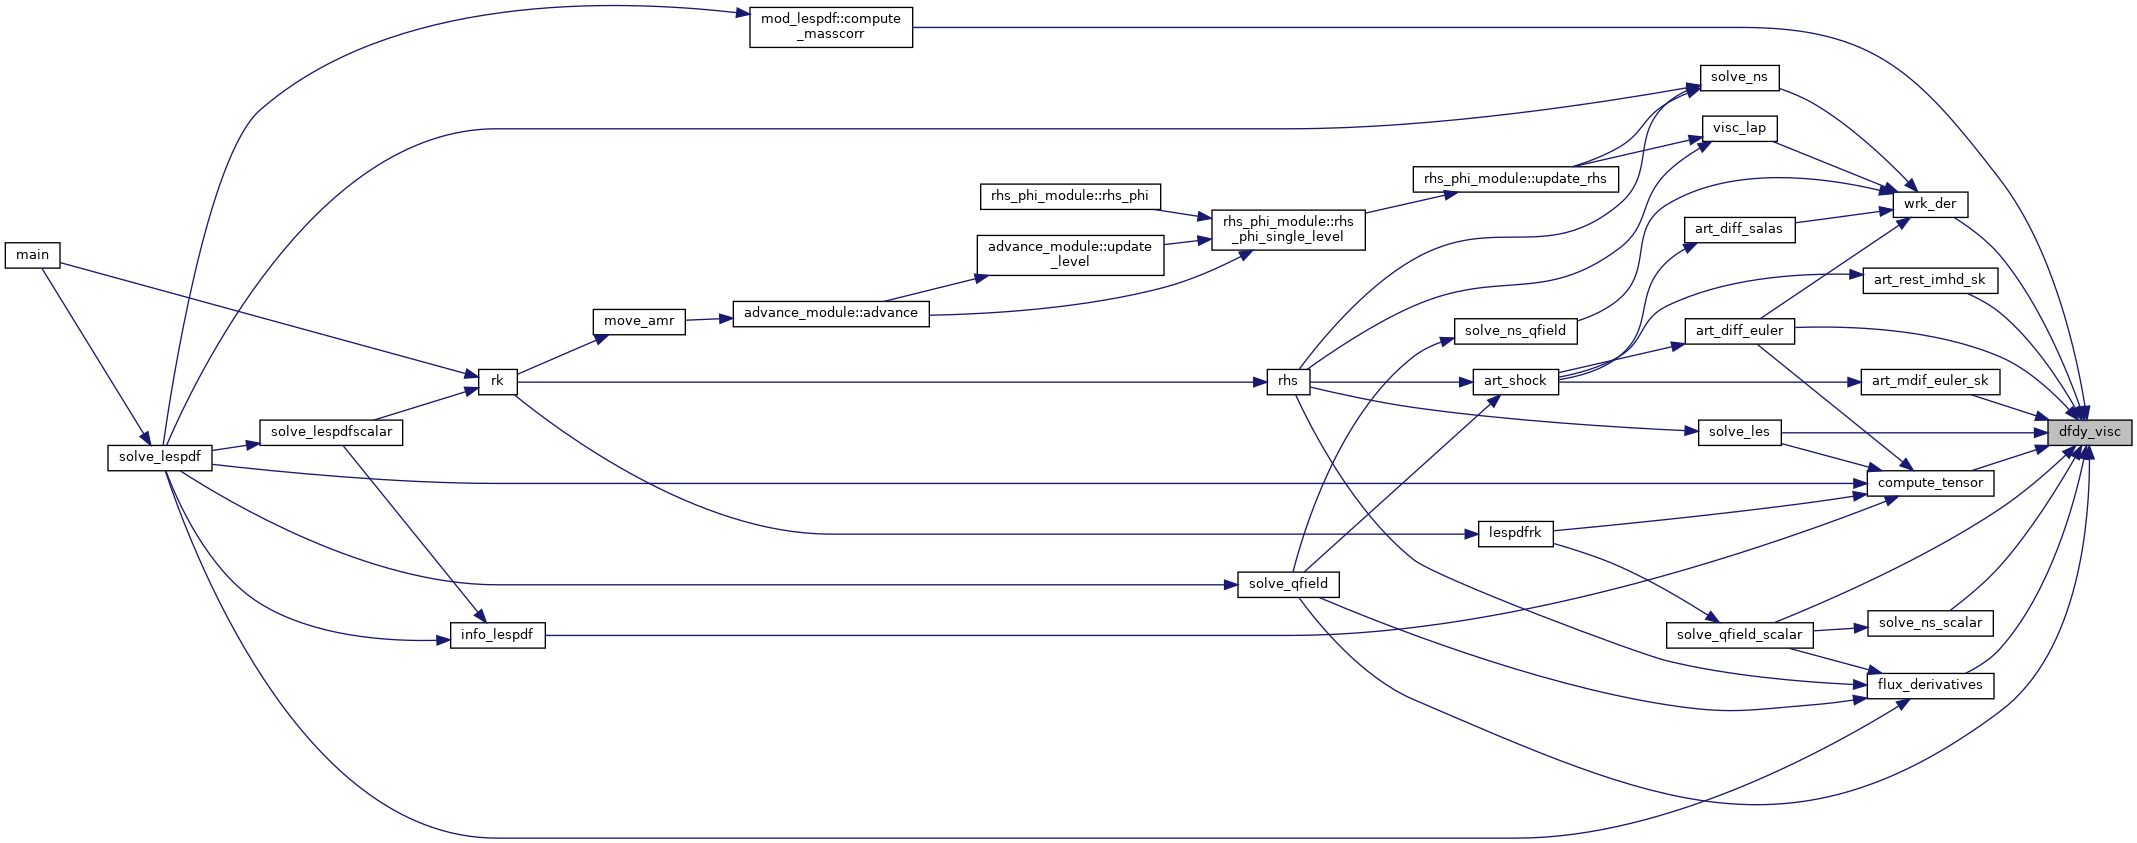 mod_lespdf::compute
_masscorr
solve_ns
visc_lap
rhs_phi_module::update_rhs
rhs_phi_module::rhs_phi
wrk_der
rhs_phi_module::rhs
_phi_single_level
art_diff_salas
main
advance_module::update
_level
art_rest_imhd_sk
advance_module::advance
move_amr
solve_ns_qfield
art_diff_euler
rk
rhs
art_shock
art_mdif_euler_sk
solve_lespdfscalar
solve_les
dfdy_visc
solve_lespdf
compute_tensor
lespdfrk
solve_qfield
solve_ns_scalar
info_lespdf
solve_qfield_scalar
flux_derivatives